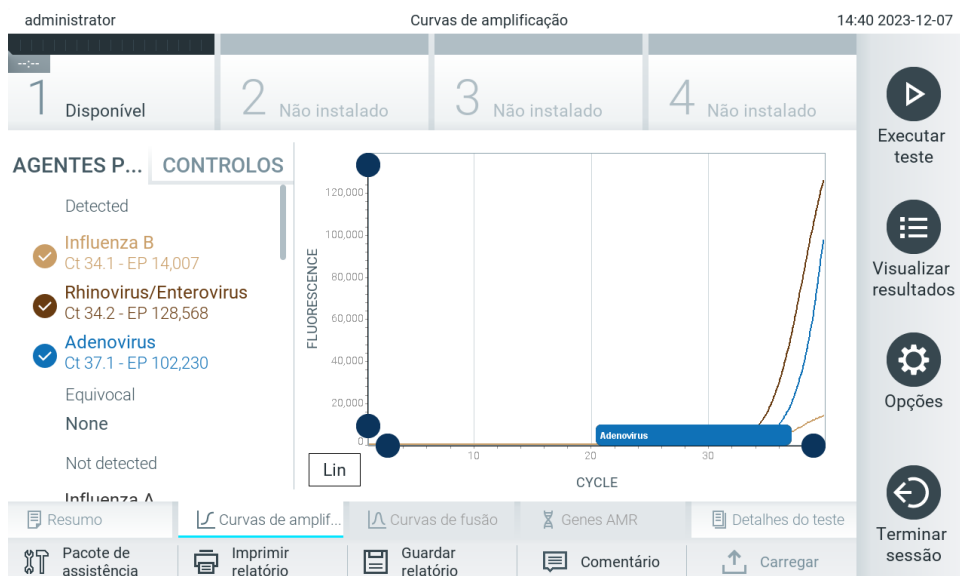 administrator
Curvas de amplificação
14:40 2023-12-07
--:--
1 Disponível
2 Não instalado
3 Não instalado
4 Não instalado
Executar
teste
Visualizar
resultados
Opções
Terminar
sessão
AGENTES P...
CONTROLOS
Detected
Influenza B
Ct 34.1 - EP 14,007
Rhinovirus/Enterovirus
Ct 34.2 - EP 128,568
Adenovirus
Ct 37.1 - EP 102,230
Equivocal
None
Not detected
Influenza A
FLUORESCENCE
120,000
100,000
80,000
60,000
40,000
20,000
0
Adenovirus
10
20
30
CYCLE
Lin
Resumo
Curvas de amplif...
Curvas de fusão
Genes AMR
Detalhes do teste
Pacote de
assistência
Imprimir
relatório
Guardar
relatório
Comentário
Carregar